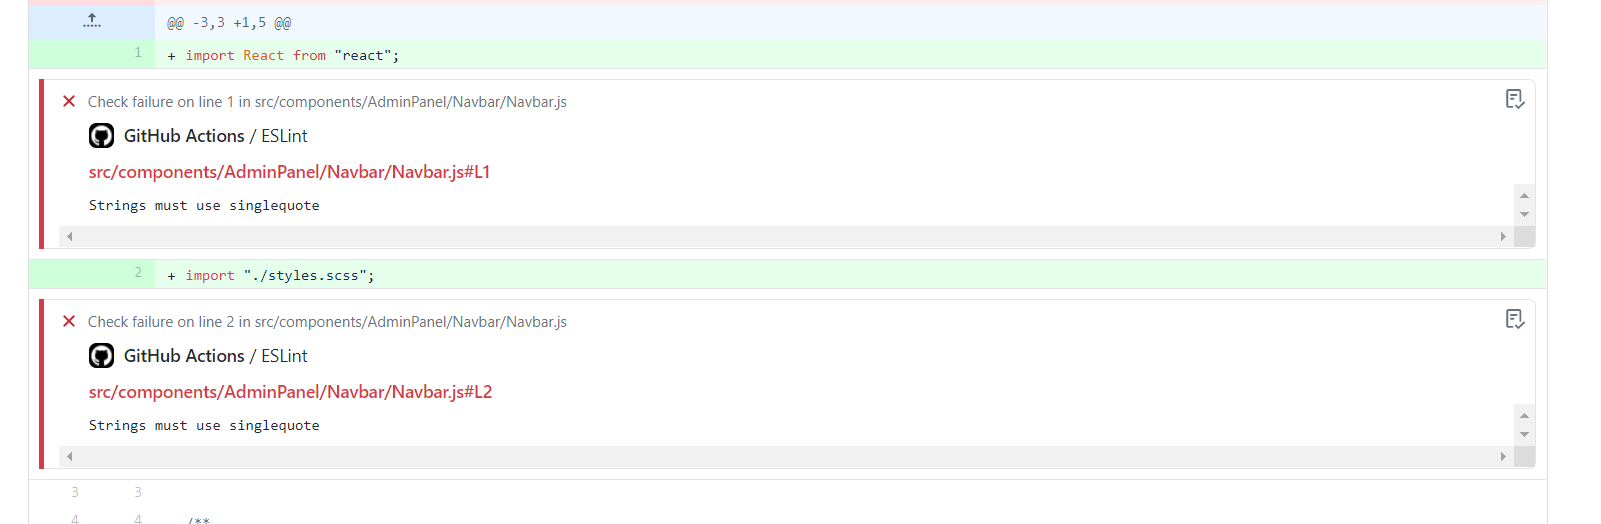 @@ -3,3 +1,5 @@
1 + import React from "react";
Check failure on line 1 in src/components/AdminPanel/Navbar/Navbar.js
GitHub Actions / ESLint
src/components/AdminPanel/Navbar/Navbar.js#L1
Strings must use singlequote
2 + import "./styles.scss";
Check failure on line 2 in src/components/AdminPanel/Navbar/Navbar.js
GitHub Actions / ESLint
src/components/AdminPanel/Navbar/Navbar.js#L2
Strings must use singlequote
3 3
4 4 /**